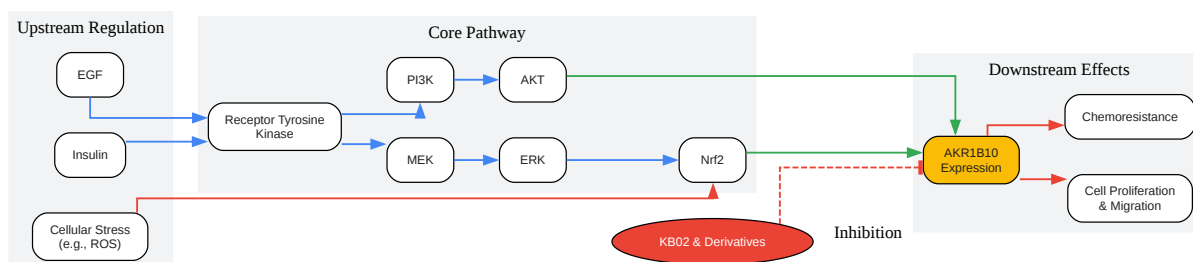 Upstream Regulation
EGF
Insulin
Cellular Stress
(e.g., ROS)
Core Pathway
Receptor Tyrosine
Kinase
PI3K
AKT
MEK
ERK
Nrf2
KB02 & Derivatives
Inhibition
Downstream Effects
AKR1B10
Expression
Chemoresistance
Cell Proliferation
& Migration